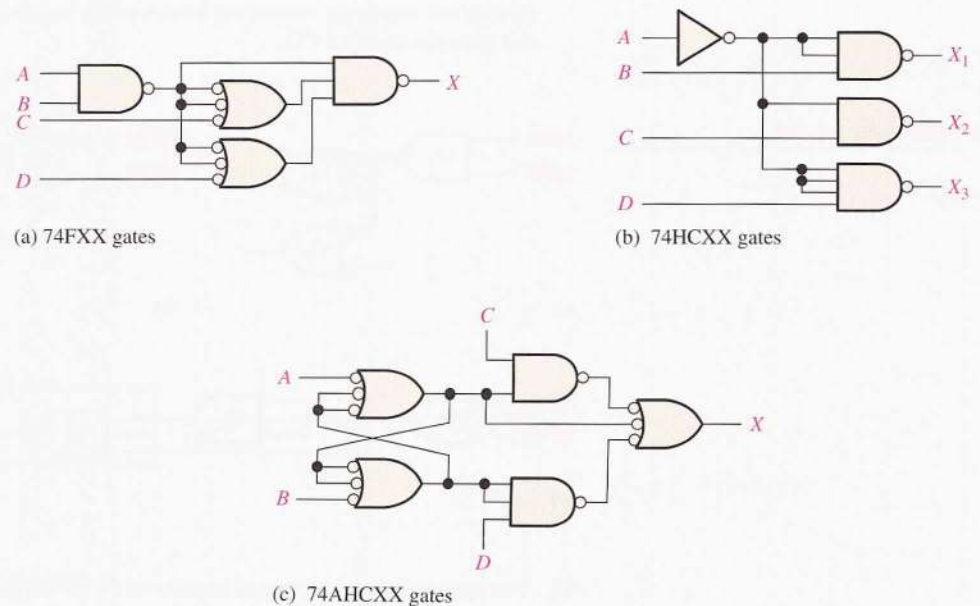 A
B
C
D
X
(a) 74FXX gates
A
B
C
D
X1
X2
X3
(b) 74HCXX gates
C
A
B
D
X
(c) 74AHCXX gates